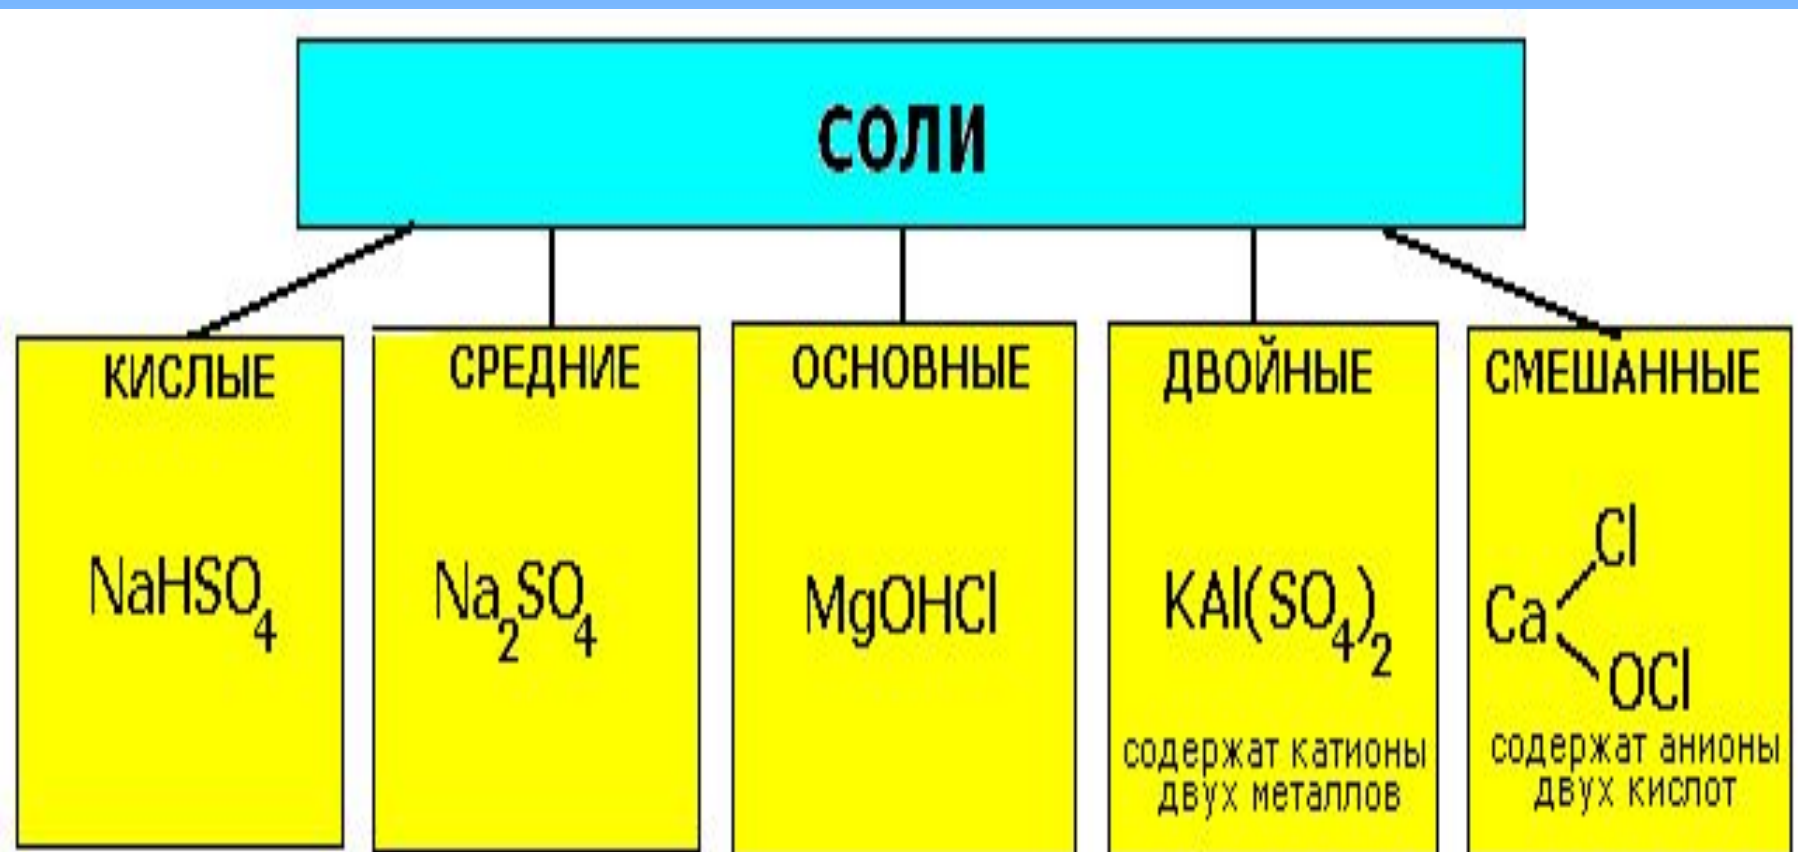 СОЛИ
КИСЛЫЕ
NaHSO₄
СРЕДНИЕ
Na₂SO₄
ОСНОВНЫЕ
MgOHCl
ДВОЙНЫЕ
KAl(SO₄)₂
содержат катионы
двух металлов
СМЕШАННЫЕ
Cl
Ca
OCl
содержат анионы
двух кислот